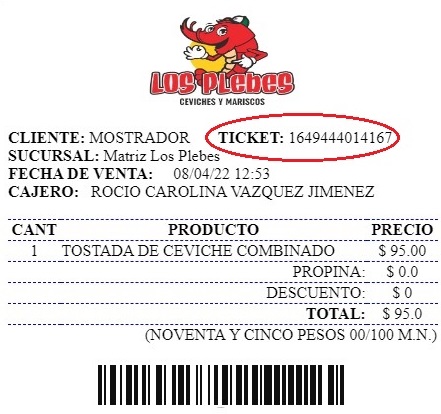 LOS PLEBES
CEVICHES Y MARISCOS
CLIENTE: MOSTRADOR TICKET: 1649444014167
SUCURSAL: Matriz Los Plebes
FECHA DE VENTA: 08/04/22 12:53
CAJERO: ROCIO CAROLINA VAZQUEZ JIMENEZ
CANT PRODUCTO PRECIO
1 TOSTADA DE CEVICHE COMBINADO $ 95.00
PROPINA: $ 0.0
DESCUENTO: $ 0
TOTAL: $ 95.0
(NOVENTA Y CINCO PESOS 00/100 M.N.)